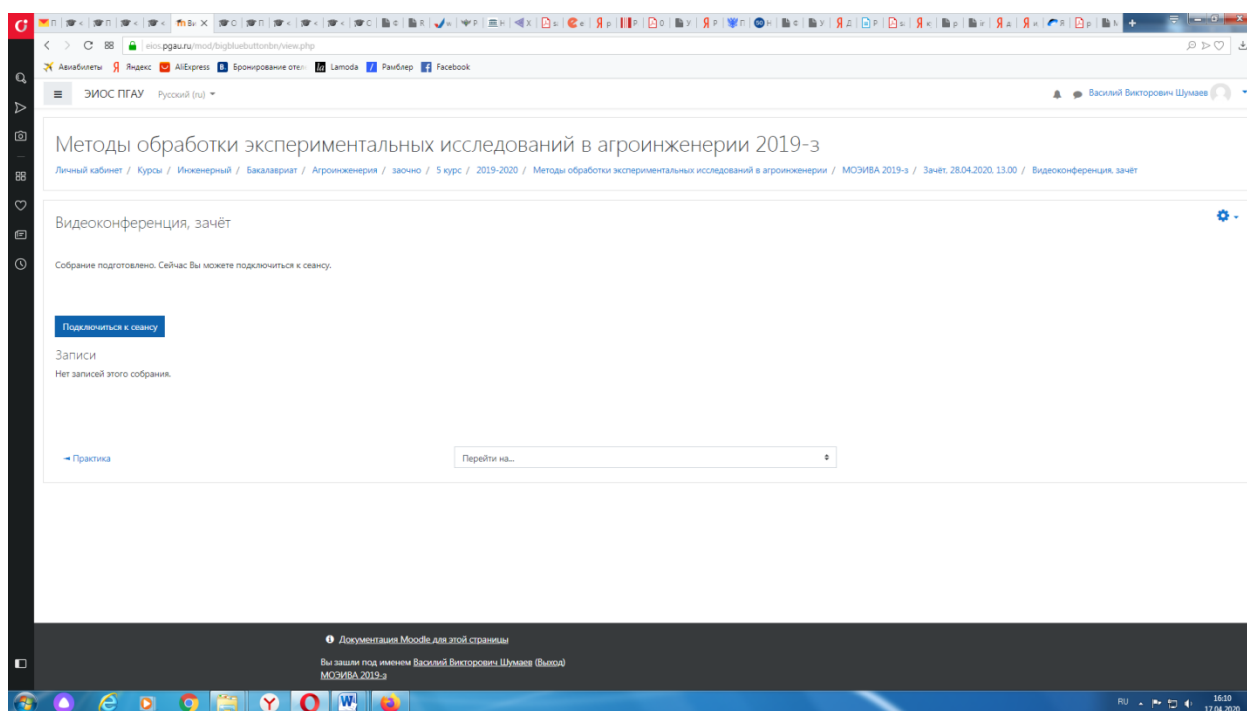 eios.pgau.ru/mod/bigbluebuttonbn/view.php
Авиабилеты Яндекс AliExpress Бронирование отел Lamoda Рамблер Facebook
ЭИОС ПГАУ Русский (ru) Василий Викторович Шумаев
Методы обработки экспериментальных исследований в агроинженерии 2019-з
Личный кабинет / Курсы / Инженерный / Бакалавриат / Агроинженерия / заочно / 5 курс / 2019-2020 / Методы обработки экспериментальных исследований в агроинженерии / МОЭИВА 2019-з / Зачёт, 28.04.2020, 13.00 / Видеоконференция, зачёт
Видеоконференция, зачёт
Собрание подготовлено. Сейчас Вы можете подключиться к сеансу.
Подключиться к сеансу
Записи
Нет записей этого собрания.
Практика
Перейти на...
Документация Moodle для этой страницы
Вы зашли под именем Василий Викторович Шумаев (Выход)
МОЭИВА 2019-з
RU 16:10
17.04.2020